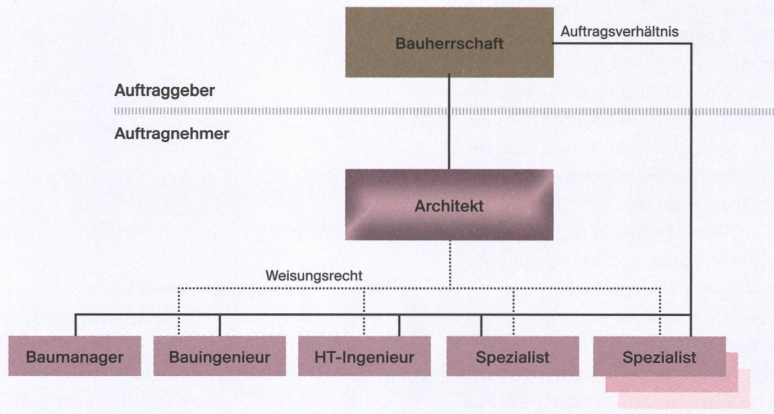 Bauherrschaft
Auftragsverhältnis
Auftraggeber
Auftragnehmer
Architekt
Weisungsrecht
Baumanager
Bauingenieur
HT-Ingenieur
Spezialist
Spezialist